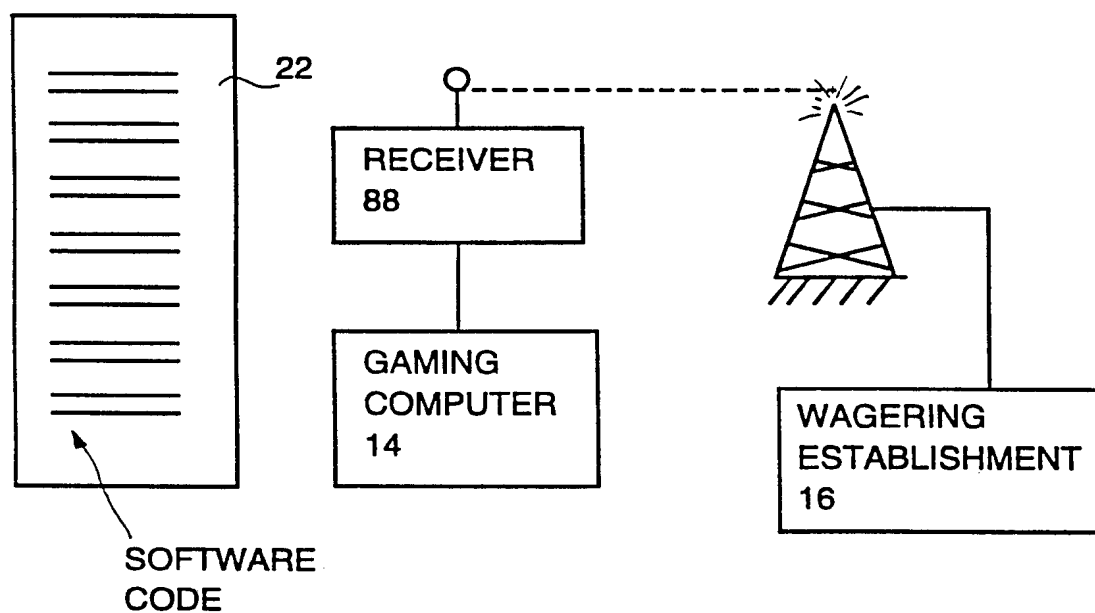 22
RECEIVER
88
GAMING
COMPUTER
14
WAGERING
ESTABLISHMENT
16
SOFTWARE
CODE